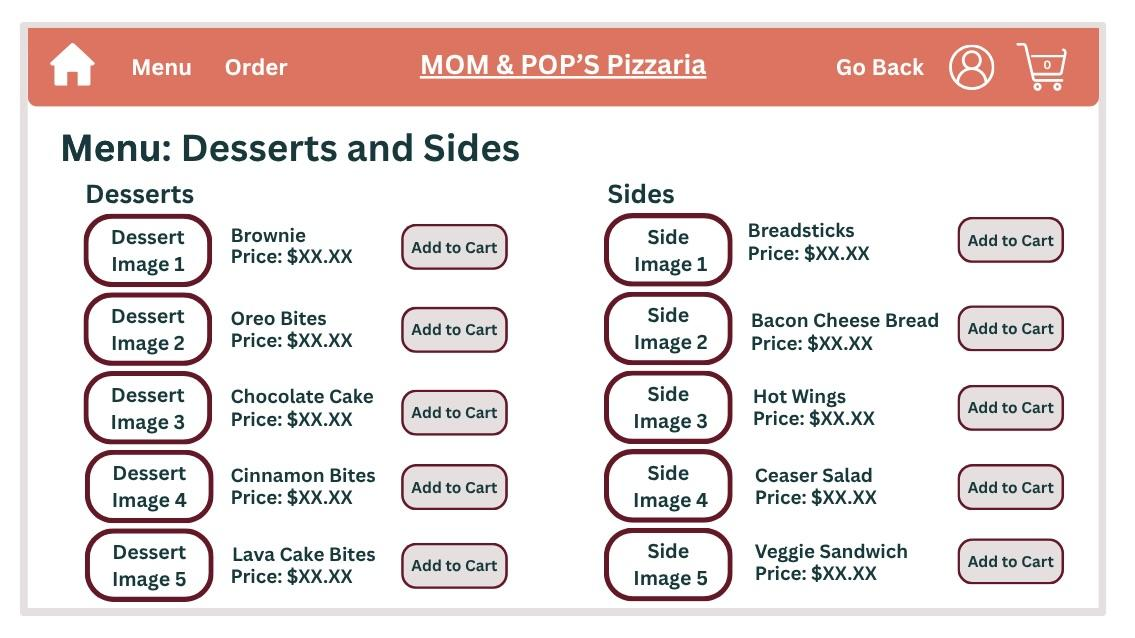 Menu Order MOM & POP’S Pizzaria Go Back 0
Menu: Desserts and Sides
Desserts
Dessert
Image 1
Brownie
Price: $XX.XX
Add to Cart
Dessert
Image 2
Oreo Bites
Price: $XX.XX
Add to Cart
Dessert
Image 3
Chocolate Cake
Price: $XX.XX
Add to Cart
Dessert
Image 4
Cinnamon Bites
Price: $XX.XX
Add to Cart
Dessert
Image 5
Lava Cake Bites
Price: $XX.XX
Add to Cart
Sides
Side
Image 1
Breadsticks
Price: $XX.XX
Add to Cart
Side
Image 2
Bacon Cheese Bread
Price: $XX.XX
Add to Cart
Side
Image 3
Hot Wings
Price: $XX.XX
Add to Cart
Side
Image 4
Ceaser Salad
Price: $XX.XX
Add to Cart
Side
Image 5
Veggie Sandwich
Price: $XX.XX
Add to Cart